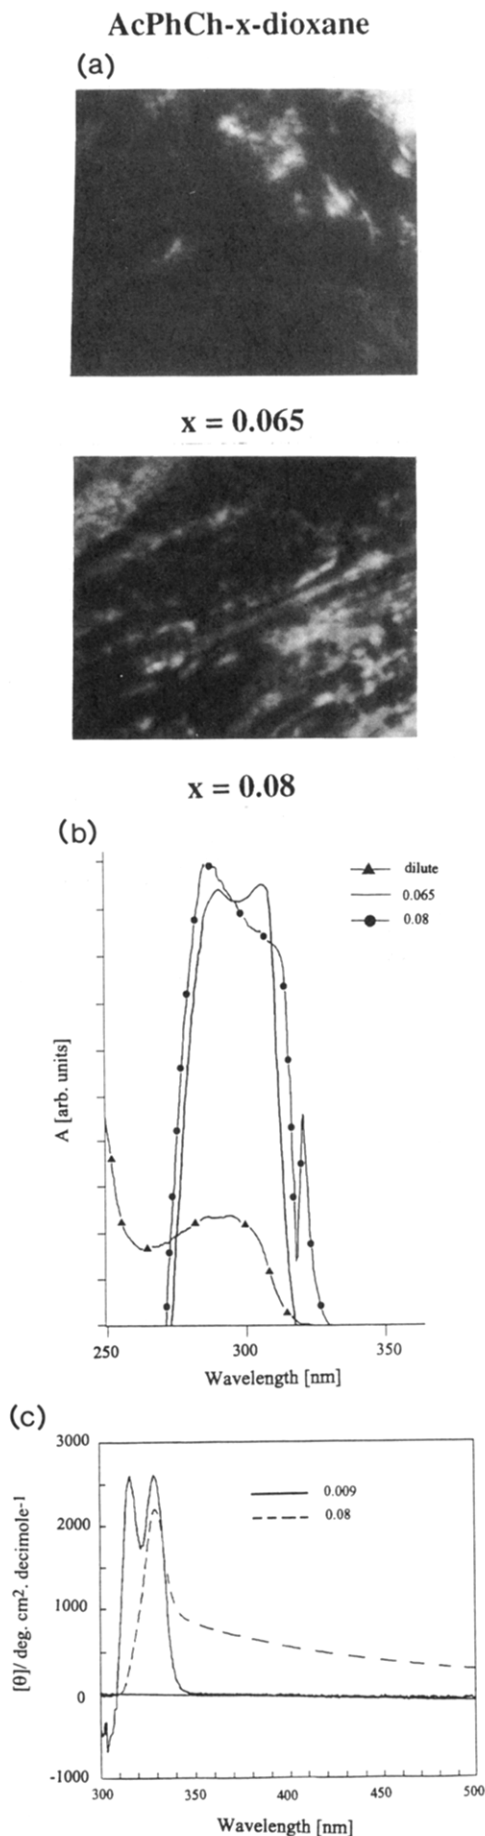 AcPhCh-x-dioxane
(a)
x = 0.065
x = 0.08
(b)
dilute
0.065
0.08
A [arb. units]
250 300 350
Wavelength [nm]
(c)
3000
0.009
0.08
2000
1000
0
-1000
[θ]/ deg. cm2. decimole-1
300 350 400 450 500
Wavelength [nm]